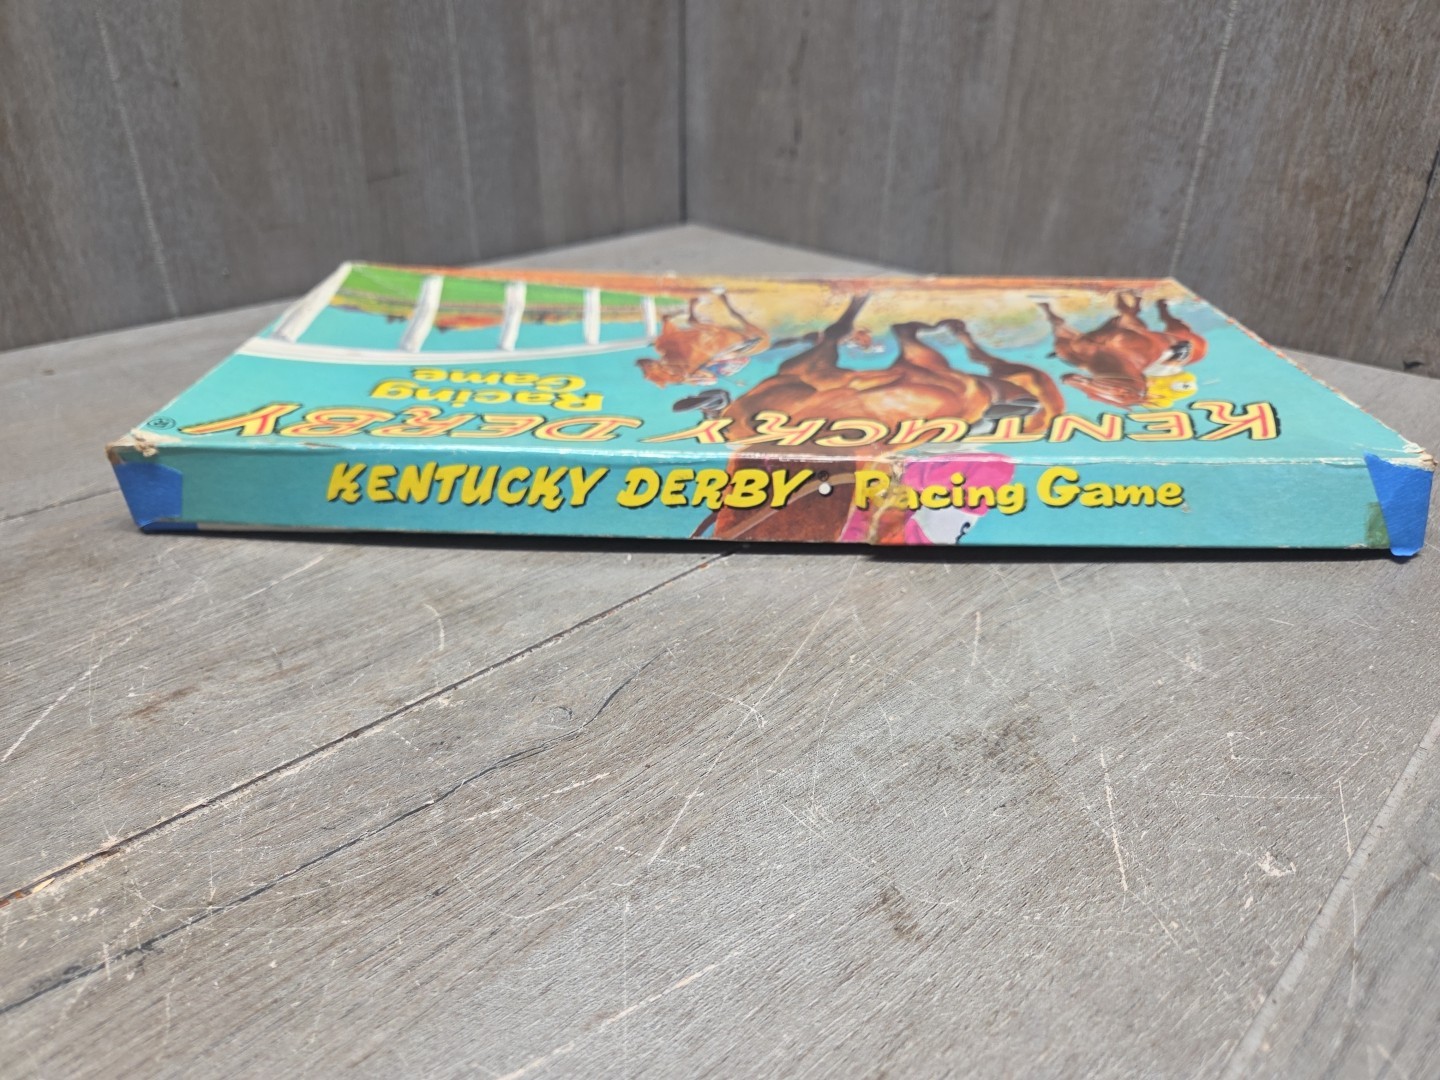 Racing
Game
KENTUCKY DERBY ®
KENTUCKY DERBY® Racing Game